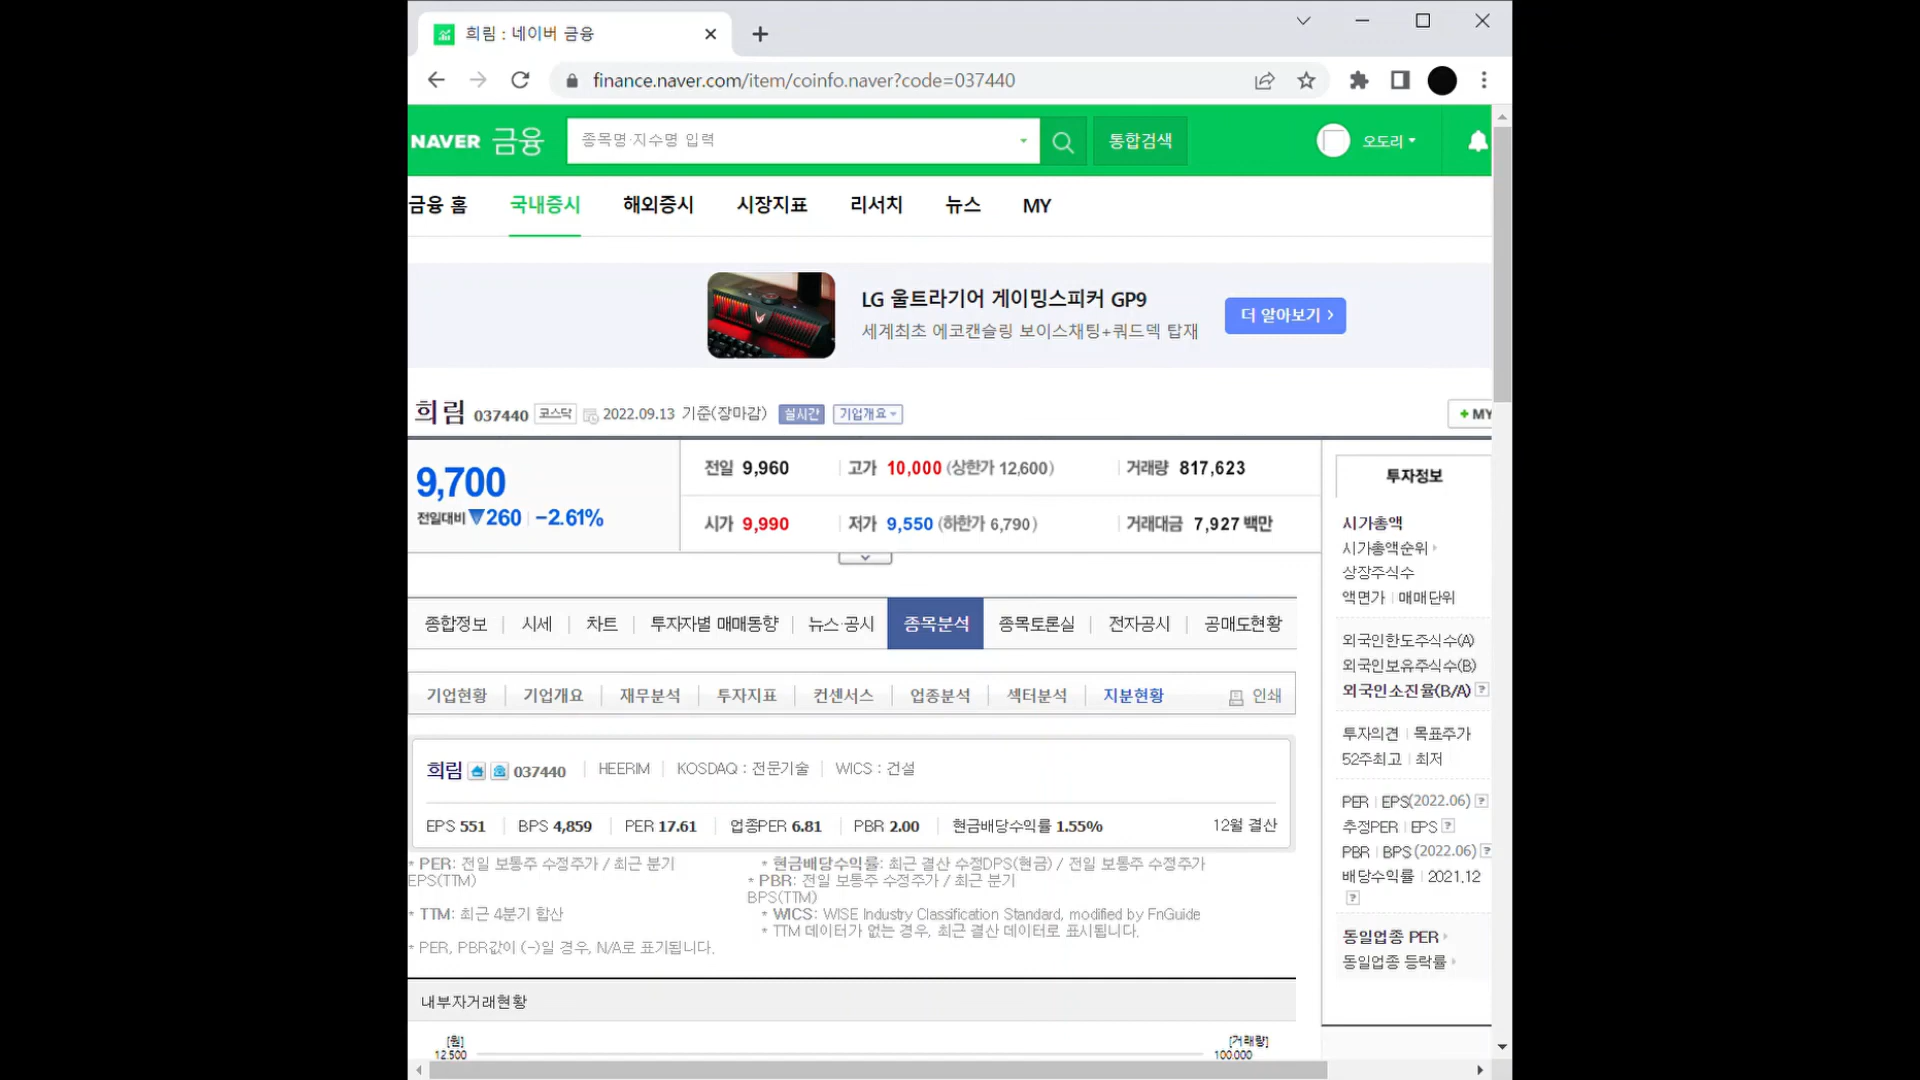 희림 : 네이버 금융
finance.naver.com/item/coinfo.naver?code=037440
NAVER 금융 종목명·지수명 입력 통합검색 오도리
금융 홈 국내증시 해외증시 시장지표 리서치 뉴스 MY
LG 울트라기어 게이밍스피커 GP9
세계최초 에코캔슬링 보이스채팅+쿼드덱 탑재
더 알아보기
희림 037440 코스닥 2022.09.13 기준(장마감) 실시간 기업개요 MY
9,700
전일대비 ▼260 −2.61%
전일 9,960 고가 10,000 (상한가 12,600) 거래량 817,623
시가 9,990 저가 9,550 (하한가 6,790) 거래대금 7,927 백만
종합정보 시세 차트 투자자별 매매동향 뉴스·공시 종목분석 종목토론실 전자공시 공매도현황
기업현황 기업개요 재무분석 투자지표 컨센서스 업종분석 섹터분석 지분현황 인쇄
희림 037440 HEERIM KOSDAQ : 전문기술 WICS : 건설
EPS 551 BPS 4,859 PER 17.61 업종PER 6.81 PBR 2.00 현금배당수익률 1.55% 12월 결산
* PER: 전일 보통주 수정주가 / 최근 분기
EPS(TTM)
* TTM: 최근 4분기 합산
* PER, PBR값이 (-)일 경우, N/A로 표기됩니다.
* 현금배당수익률: 최근 결산 수정DPS(현금) / 전일 보통주 수정주가
* PBR: 전일 보통주 수정주가 / 최근 분기
BPS(TTM)
* WICS: WISE Industry Classification Standard, modified by FnGuide
* TTM 데이터가 없는 경우, 최근 결산 데이터로 표시됩니다.
내부자거래현황
[원] [거래량]
12,500 100,000
투자정보
시가총액
시가총액순위
상장주식수
액면가 매매단위
외국인한도주식수(A)
외국인보유주식수(B)
외국인소진율(B/A) ?
투자의견 목표주가
52주최고 최저
PER EPS(2022.06) ?
추정PER EPS ?
PBR BPS (2022.06) ?
배당수익률 2021.12
?
동일업종 PER
동일업종 등락률